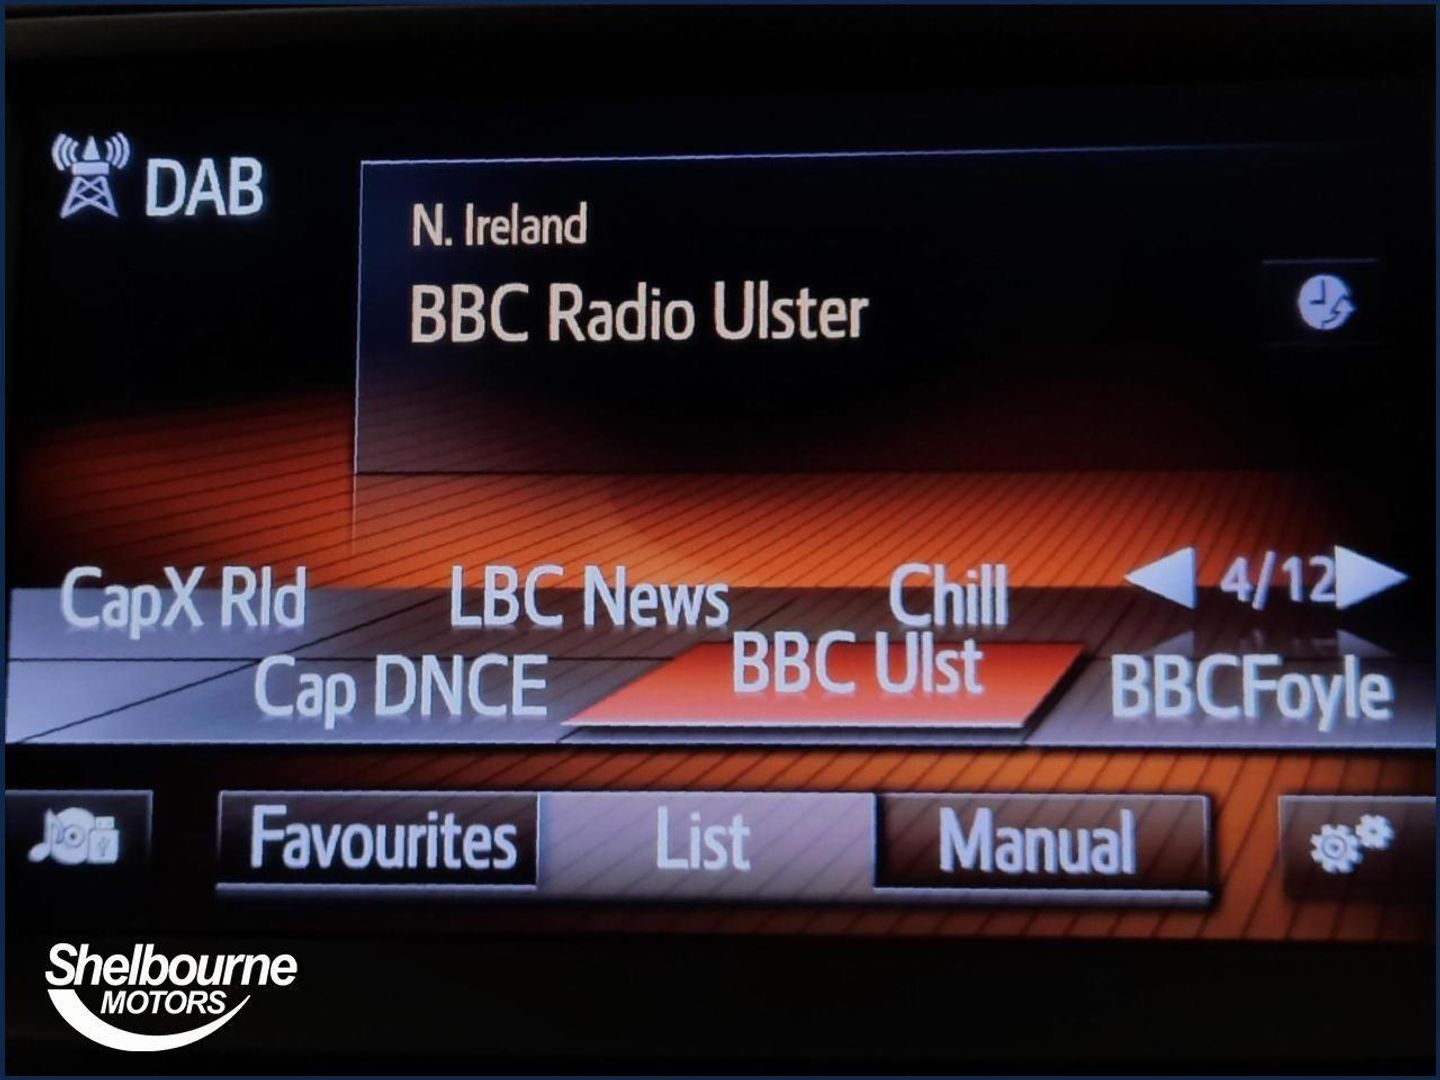 DAB
N. Ireland
BBC Radio Ulster
CapX Rld
LBC News
Chill
4/12
Cap DNCE
BBC Ulst
BBCFoyle
Favourites
List
Manual
Shelbourne
MOTORS